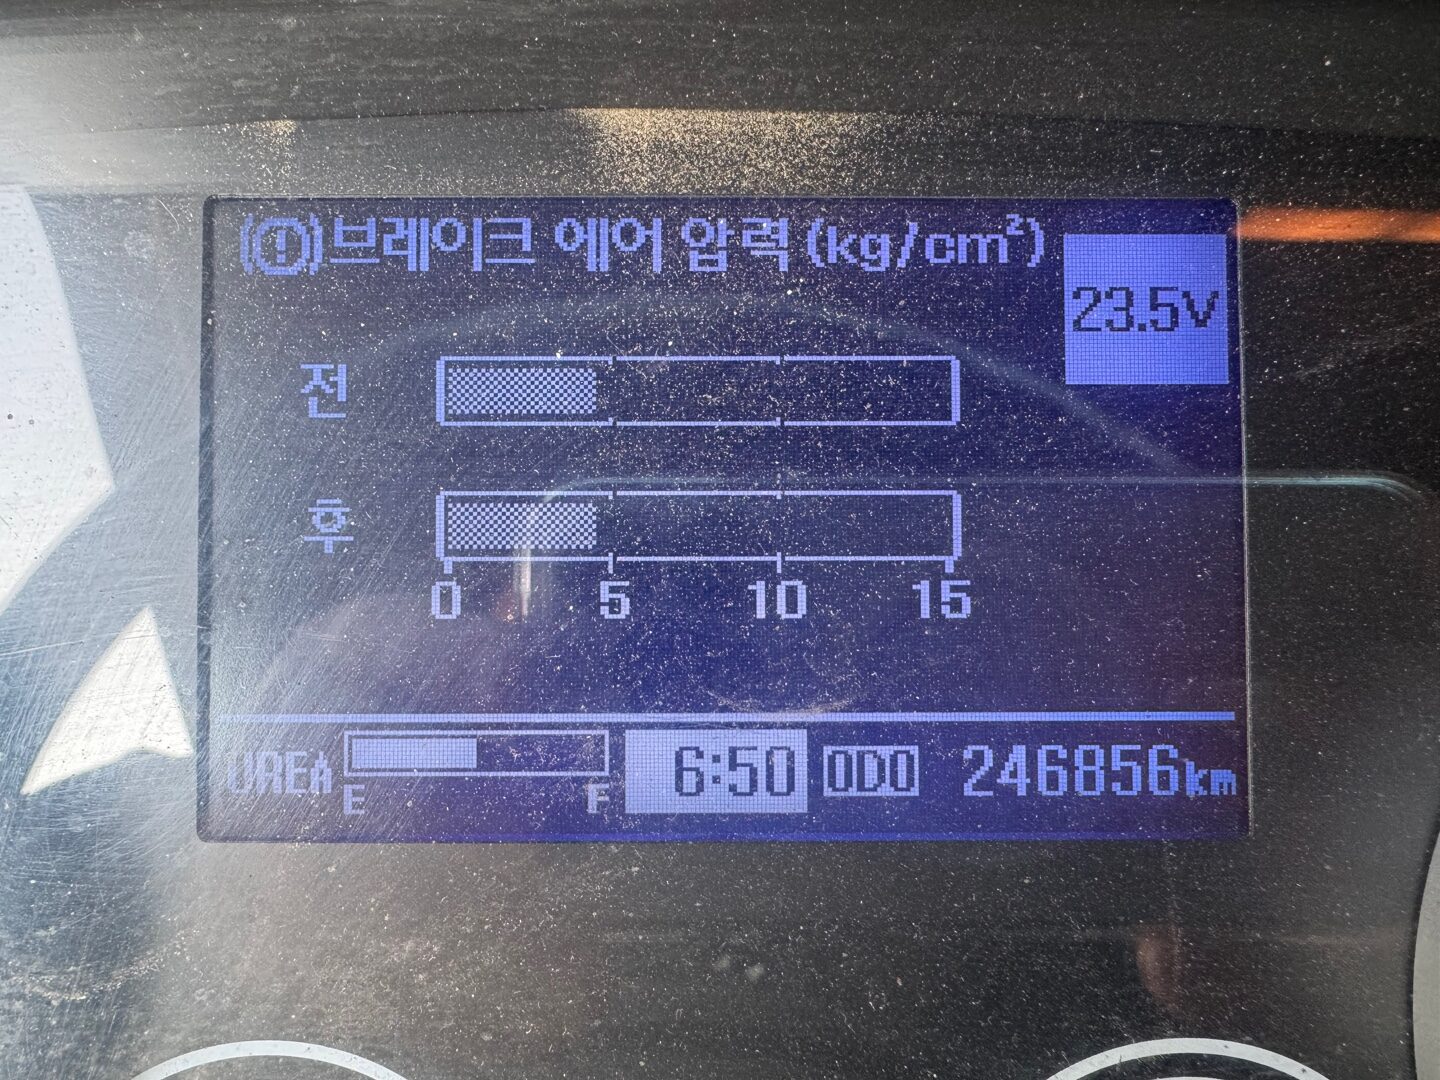 (!)브레이크 에어 압력(kg/cm²)
23.5V
전
후
0 5 10 15
UREA E F 6:50 ODO 246856km